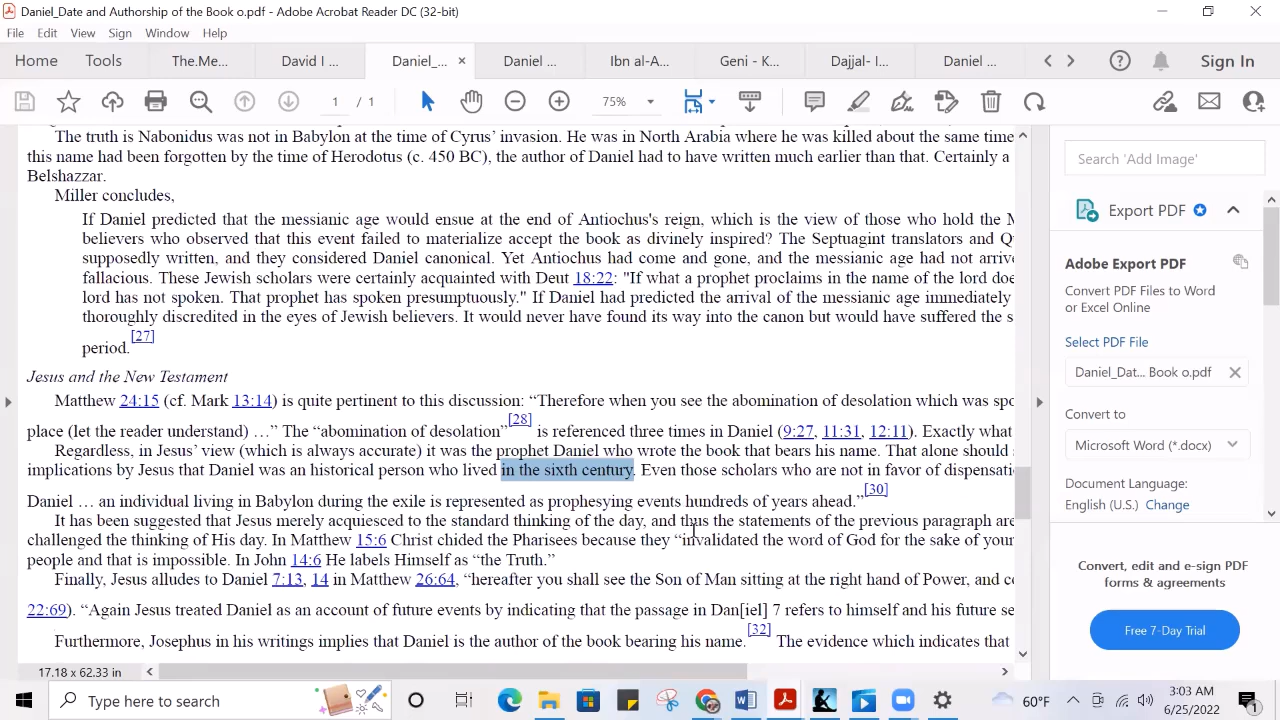 Daniel_Date and Authorship of the Book o.pdf - Adobe Acrobat Reader DC (32-bit)
File Edit View Sign Window Help
Home Tools The.Me... David I ... Daniel_... × Daniel ... Ibn al-A... Geni - K... Dajjal- I... Daniel ... Sign In
1 / 1 75%
The truth is Nabonidus was not in Babylon at the time of Cyrus' invasion. He was in North Arabia where he was killed about the same time
this name had been forgotten by the time of Herodotus (c. 450 BC), the author of Daniel had to have written much earlier than that. Certainly a
Belshazzar.
Miller concludes,
If Daniel predicted that the messianic age would ensue at the end of Antiochus's reign, which is the view of those who hold the M
believers who observed that this event failed to materialize accept the book as divinely inspired? The Septuagint translators and Q
supposedly written, and they considered Daniel canonical. Yet Antiochus had come and gone, and the messianic age had not arrive
fallacious. These Jewish scholars were certainly acquainted with Deut 18:22: "If what a prophet proclaims in the name of the lord doe
lord has not spoken. That prophet has spoken presumptuously." If Daniel had predicted the arrival of the messianic age immediately
thoroughly discredited in the eyes of Jewish believers. It would never have found its way into the canon but would have suffered the s
period.[27]
Jesus and the New Testament
Matthew 24:15 (cf. Mark 13:14) is quite pertinent to this discussion: “Therefore when you see the abomination of desolation which was spo
place (let the reader understand) …” The “abomination of desolation”[28] is referenced three times in Daniel (9:27, 11:31, 12:11). Exactly what
Regardless, in Jesus’ view (which is always accurate) it was the prophet Daniel who wrote the book that bears his name. That alone should
implications by Jesus that Daniel was an historical person who lived in the sixth century. Even those scholars who are not in favor of dispensati
Daniel … an individual living in Babylon during the exile is represented as prophesying events hundreds of years ahead.”[30]
It has been suggested that Jesus merely acquiesced to the standard thinking of the day, and thus the statements of the previous paragraph are
challenged the thinking of His day. In Matthew 15:6 Christ chided the Pharisees because they “invalidated the word of God for the sake of your
people and that is impossible. In John 14:6 He labels Himself as “the Truth.”
Finally, Jesus alludes to Daniel 7:13, 14 in Matthew 26:64, “hereafter you shall see the Son of Man sitting at the right hand of Power, and co
22:69). “Again Jesus treated Daniel as an account of future events by indicating that the passage in Dan[iel] 7 refers to himself and his future se
Furthermore, Josephus in his writings implies that Daniel is the author of the book bearing his name.[32] The evidence which indicates that
17.18 x 62.33 in
Search 'Add Image'
Export PDF
Adobe Export PDF
Convert PDF Files to Word
or Excel Online
Select PDF File
Daniel_Dat... Book o.pdf
Convert to
Microsoft Word (*.docx)
Document Language:
English (U.S.) Change
Convert, edit and e-sign PDF
forms & agreements
Free 7-Day Trial
Type here to search
60°F
3:03 AM
6/25/2022
1